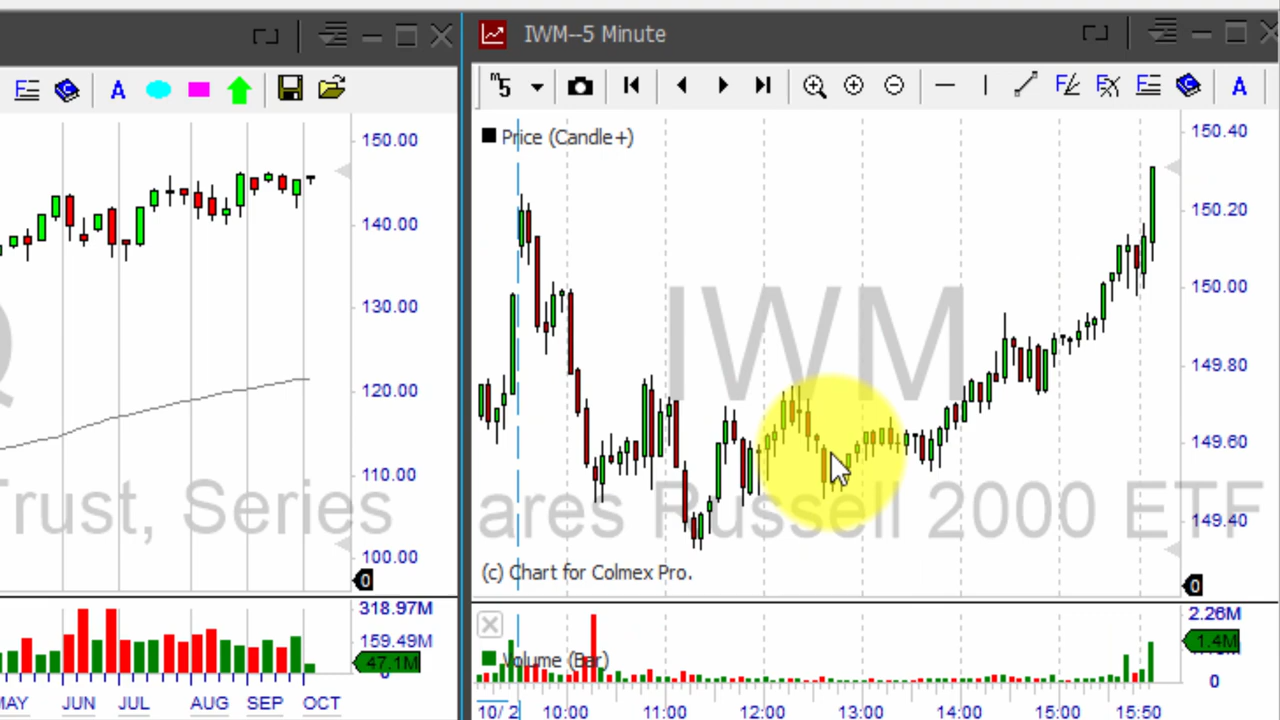 IWM--5 Minute
m5
A
A
Price (Candle+)
150.00
140.00
130.00
120.00
110.00
100.00
0
150.40
150.20
150.00
149.80
149.60
149.40
0
IWM
Trust, Series
ares Russell 2000 ETF
(c) Chart for Colmex Pro.
318.97M
159.49M
47.1M
Volume (Bar)
2.26M
1.4M
0
MAY JUN JUL AUG SEP OCT
10/ 2 10:00 11:00 12:00 13:00 14:00 15:00 15:50